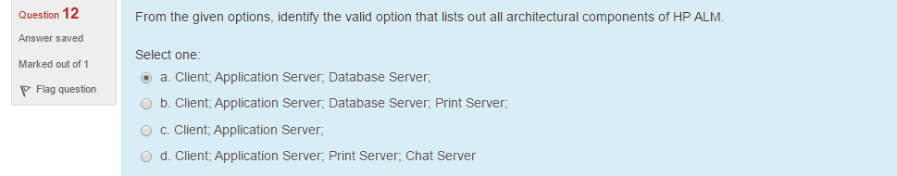 Question 12
Answer saved
Marked out of 1
Flag question
From the given options, identify the valid option that lists out all architectural components of HP ALM.
Select one:
a. Client; Application Server; Database Server;
b. Client; Application Server; Database Server; Print Server;
c. Client; Application Server;
d. Client; Application Server; Print Server; Chat Server